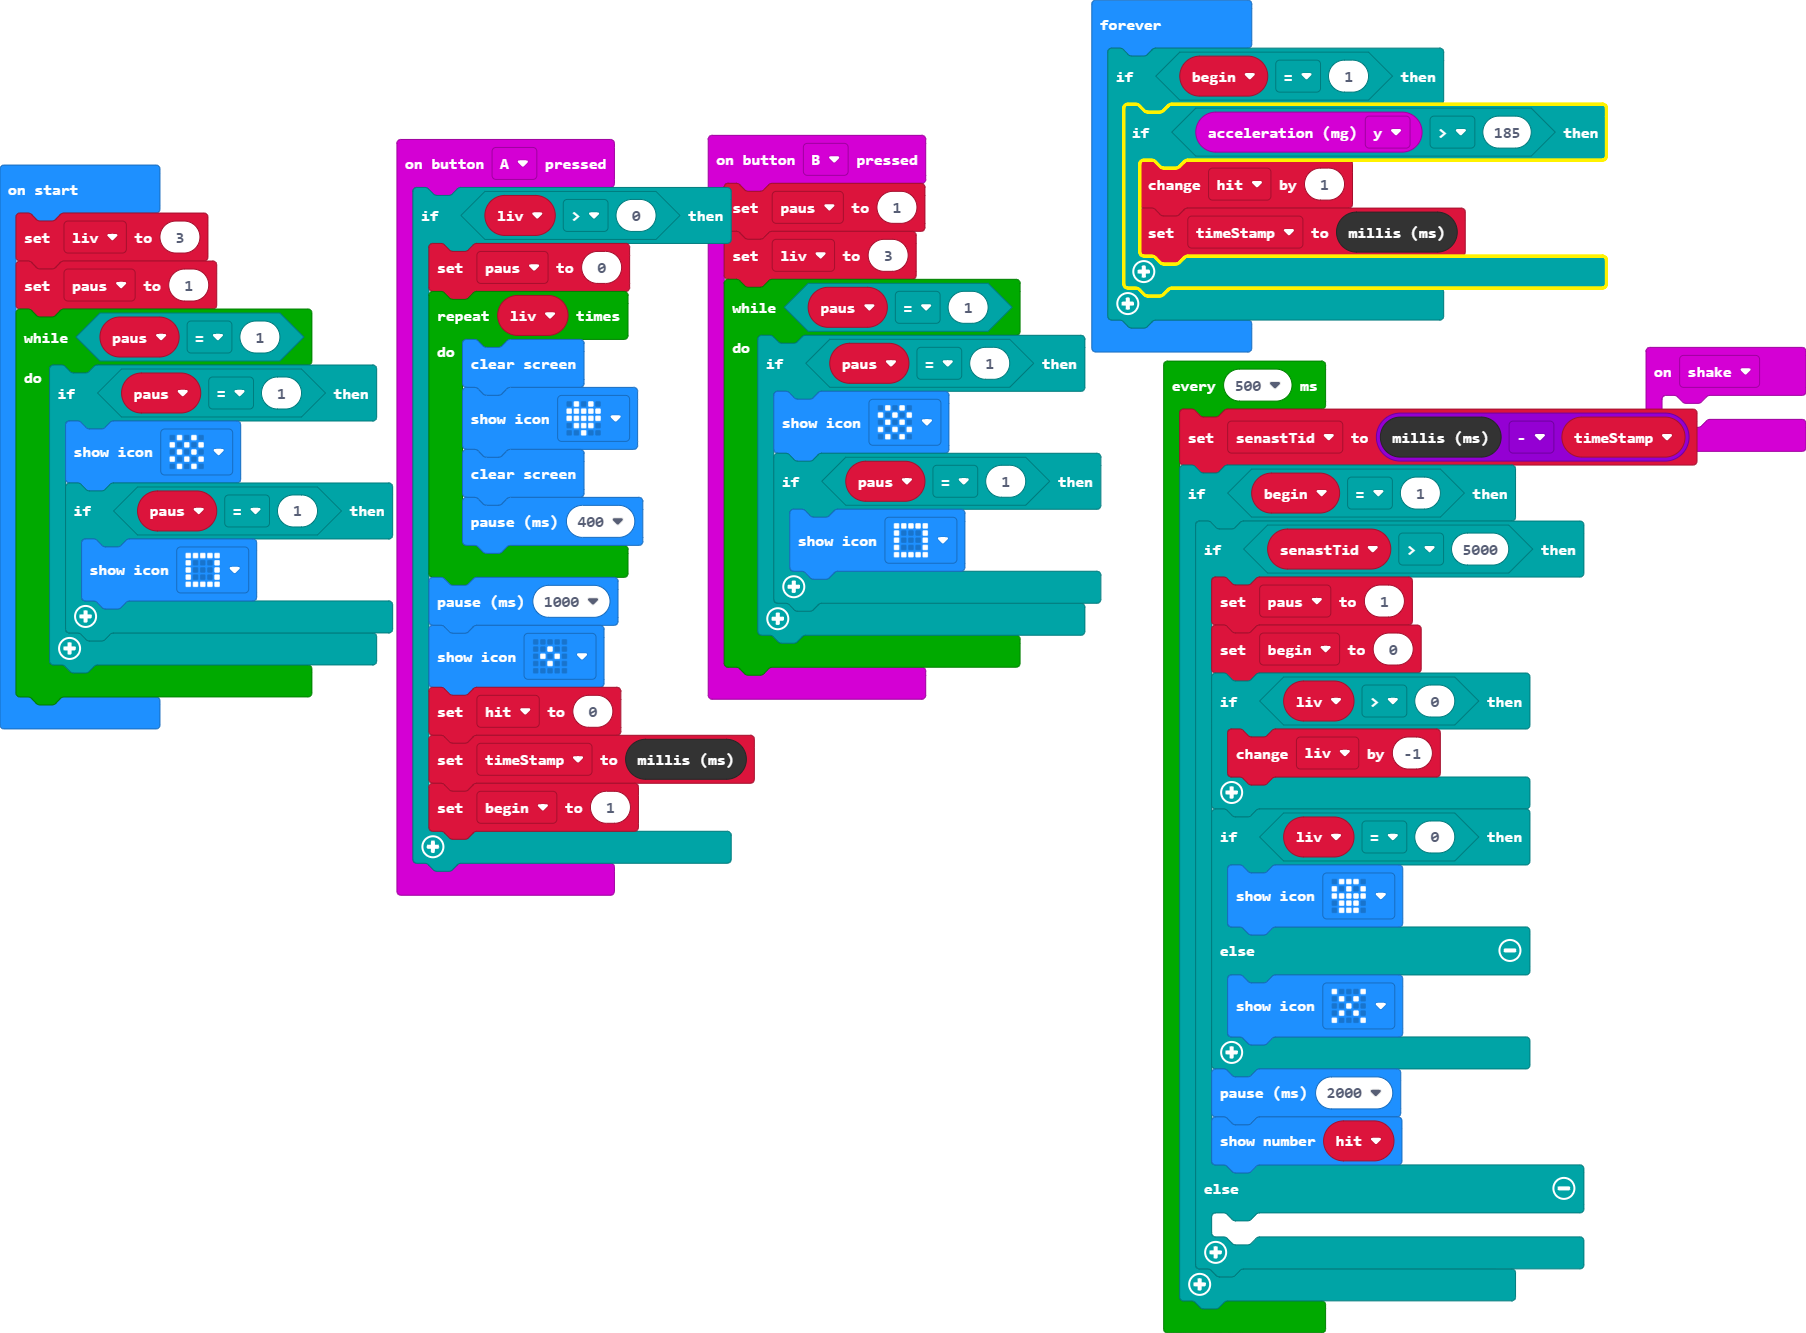 on start
set liv to 3
set paus to 1
while paus = 1
do
if paus = 1 then
show icon
if paus = 1 then
show icon
on button A pressed
if liv > 0 then
set paus to 0
repeat liv times
do
clear screen
show icon
clear screen
pause (ms) 400
pause (ms) 1000
show icon
set hit to 0
set timeStamp to millis (ms)
set begin to 1
on button B pressed
set paus to 1
set liv to 3
while paus = 1
do
if paus = 1 then
show icon
if paus = 1 then
show icon
forever
if begin = 1 then
if acceleration (mg) y > 185 then
change hit by 1
set timeStamp to millis (ms)
on shake
every 500 ms
set senastTid to millis (ms) - timeStamp
if begin = 1 then
if senastTid > 5000 then
set paus to 1
set begin to 0
if liv > 0 then
change liv by -1
if liv = 0 then
show icon
else
show icon
pause (ms) 2000
show number hit
else